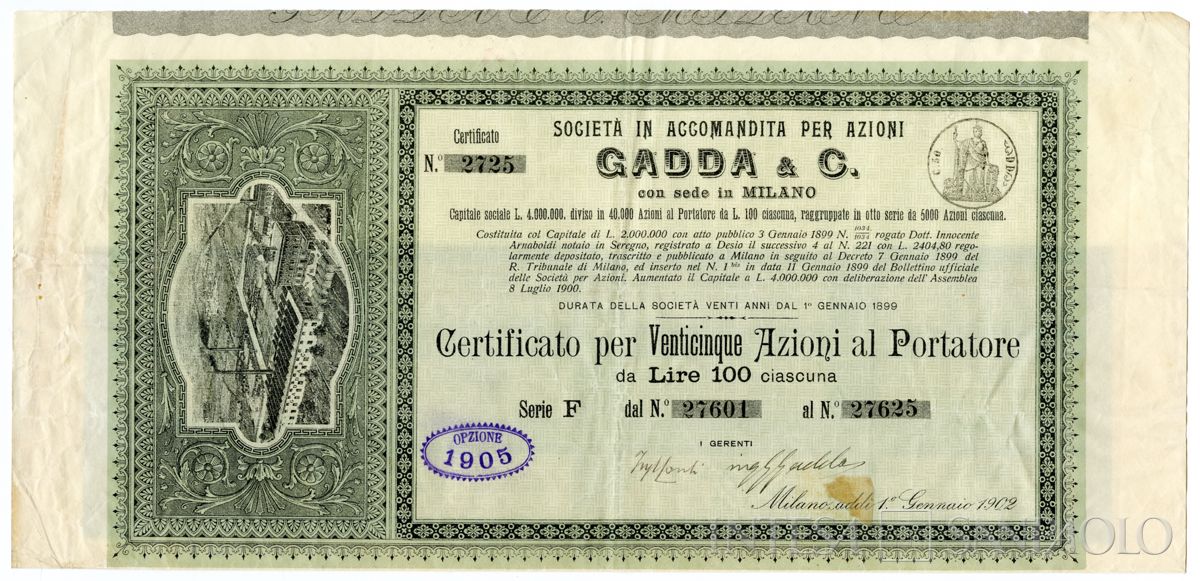 Certificato
N.º 2725
SOCIETÀ IN ACCOMANDITA PER AZIONI
GADDA & C.
con sede in MILANO
Capitale sociale L. 4.000.000. diviso in 40.000 Azioni al Portatore da L. 100 ciascuna, raggruppate in otto serie da 5000 Azioni ciascuna.
Costituita col Capitale di L. 2.000.000 con atto pubblico 3 Gennaio 1899 N. 1034/1034 rogato Dott. Innocente
Arnaboldi notaio in Seregno, registrato a Desio il successivo 4 al N. 221 con L. 2404,80 rego-
larmente depositato, trascritto e pubblicato a Milano in seguito al Decreto 7 Gennaio 1899 del
R. Tribunale di Milano, ed inserto nel N. 1 bis in data 11 Gennaio 1899 del Bollettino ufficiale
delle Società per Azioni. Aumentato il Capitale a L. 4.000.000 con deliberazione dell'Assemblea
8 Luglio 1900.
DURATA DELLA SOCIETÀ VENTI ANNI DAL 1º GENNAIO 1899
Certificato per Venticinque Azioni al Portatore
da Lire 100 ciascuna
Serie F dal N.º 27601 al N.º 27625
OPZIONE
1905
I GERENTI
Milano, addì 1.º Gennaio 1902
INTESA SANPAOLO